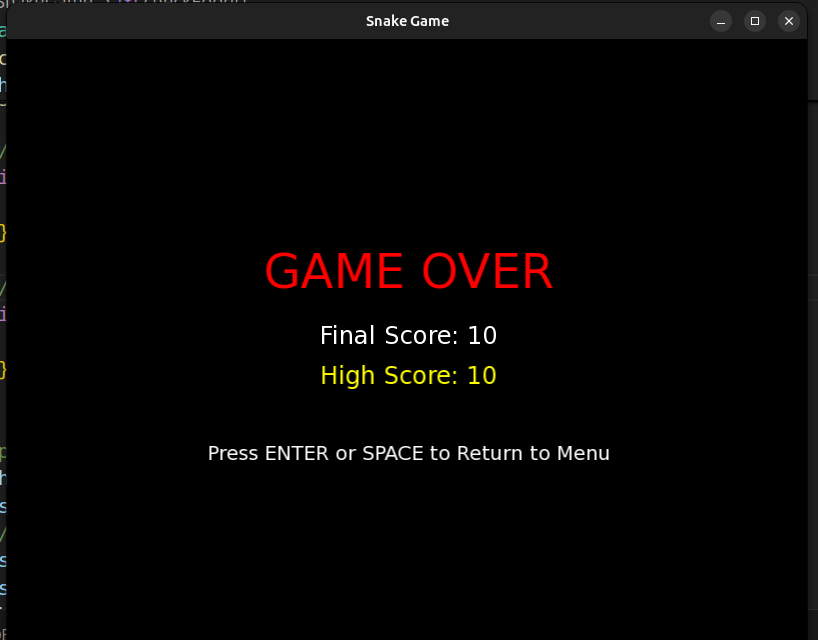 Snake Game
GAME OVER
Final Score: 10
High Score: 10
Press ENTER or SPACE to Return to Menu